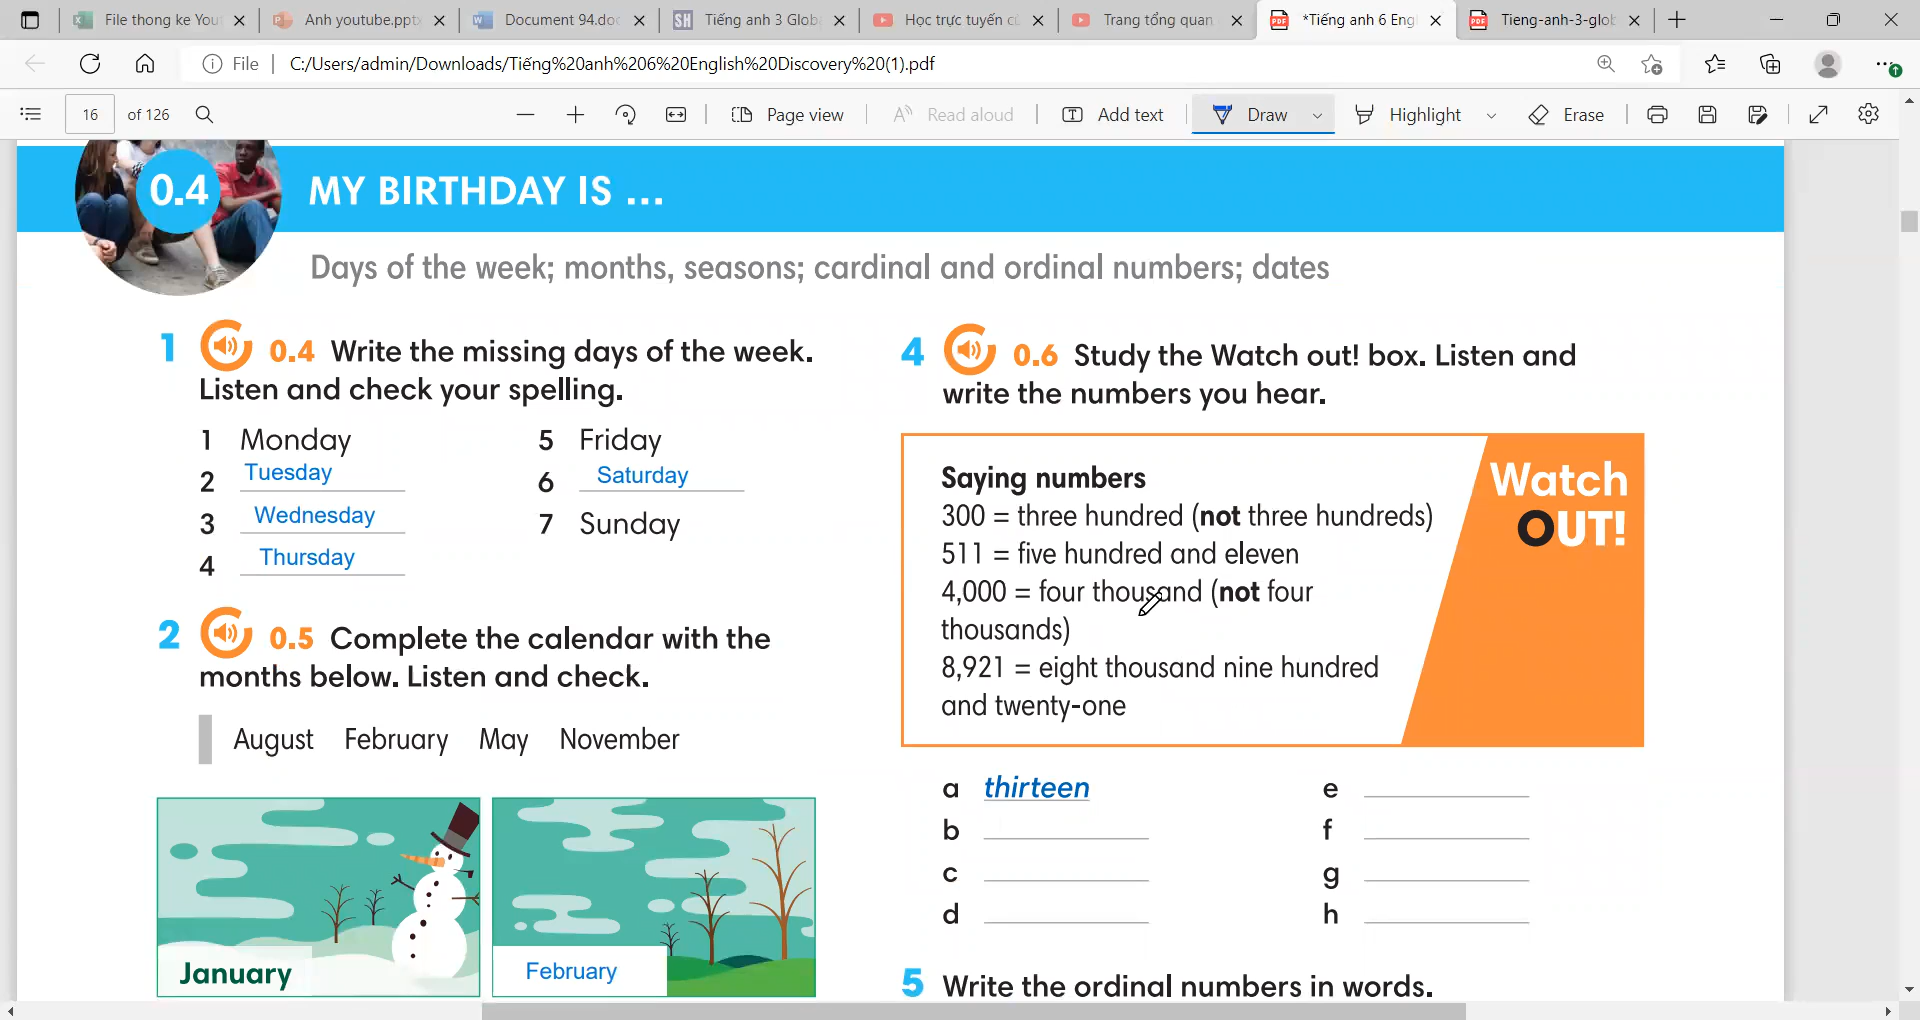 File thong ke You
Anh youtube.ppt
Document 94.doc
Tiếng anh 3 Glob
Học trực tuyến c
Trang tổng quan
*Tiếng anh 6 Engl
Tieng-anh-3-glob
File
C:/Users/admin/Downloads/Tiếng%20anh%206%20English%20Discovery%20(1).pdf
16 of 126
Page view
Read aloud
Add text
Draw
Highlight
Erase
0.4 MY BIRTHDAY IS ...
Days of the week; months, seasons; cardinal and ordinal numbers; dates
1 0.4 Write the missing days of the week.
Listen and check your spelling.
1 Monday
2 Tuesday
3 Wednesday
4 Thursday
5 Friday
6 Saturday
7 Sunday
2 0.5 Complete the calendar with the
months below. Listen and check.
August February May November
January
February
4 0.6 Study the Watch out! box. Listen and
write the numbers you hear.
Saying numbers
300 = three hundred (not three hundreds)
511 = five hundred and eleven
4,000 = four thousand (not four
thousands)
8,921 = eight thousand nine hundred
and twenty-one
Watch
OUT!
a thirteen
b
c
d
e
f
g
h
5 Write the ordinal numbers in words.